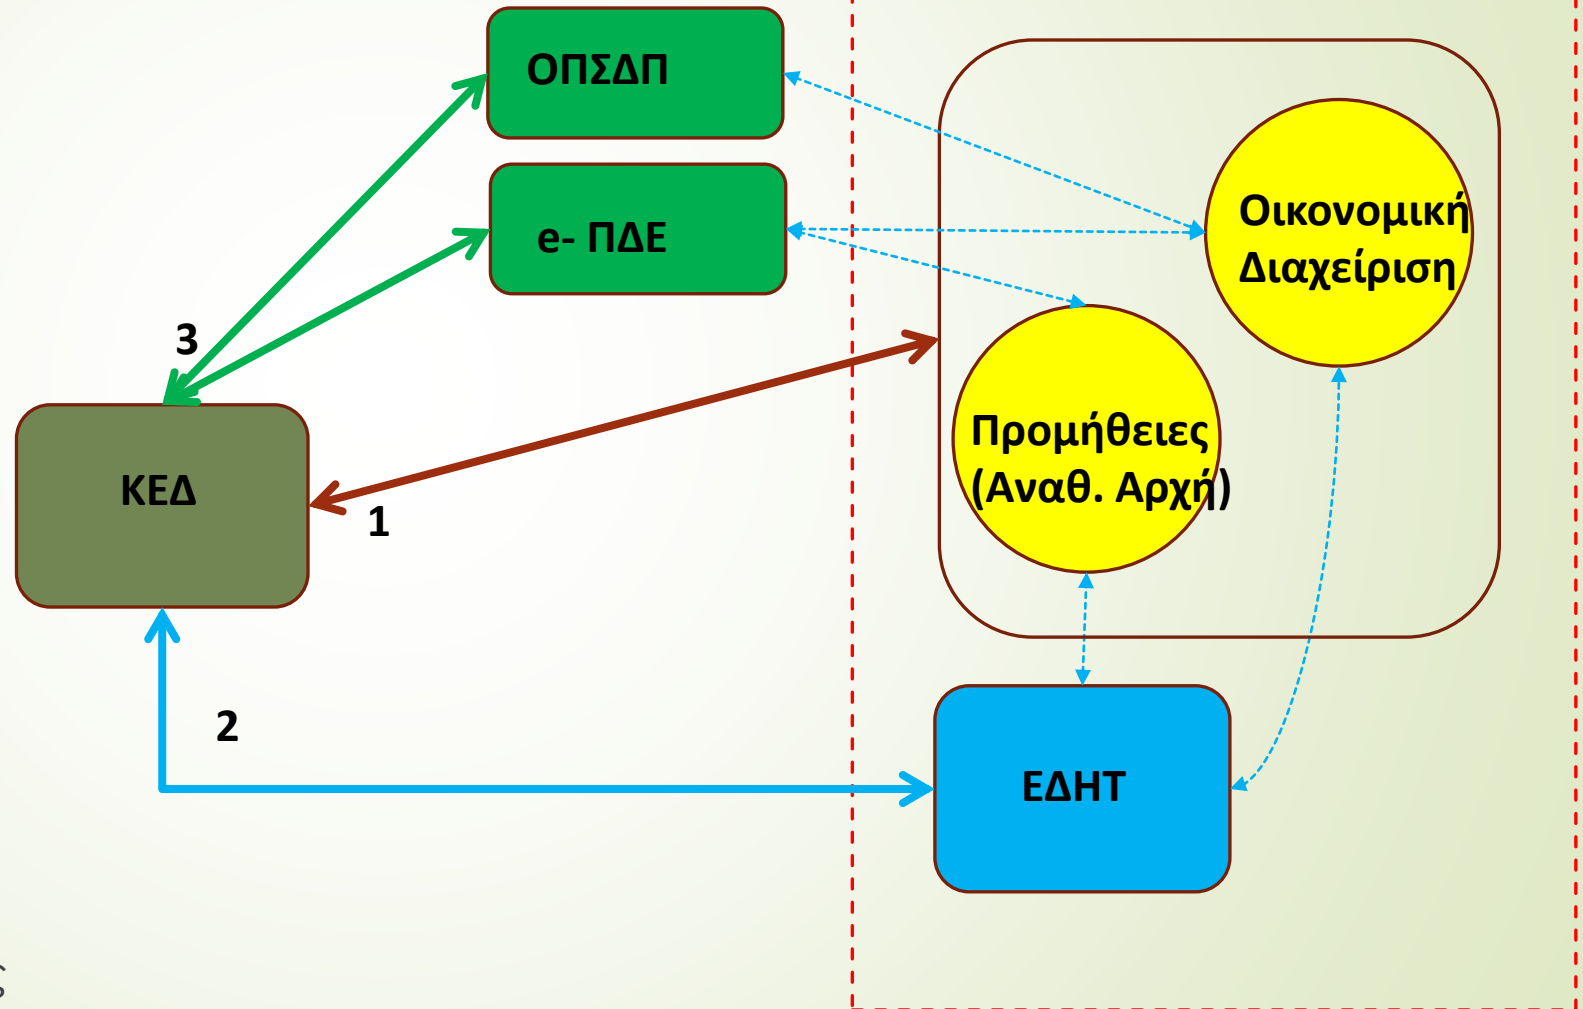 ΟΠΣΔΠ
e- ΠΔΕ
Οικονομική
Διαχείριση
3
Προμήθειες
(Αναθ. Αρχή)
ΚΕΔ
1
2
ΕΔΗΤ
ς